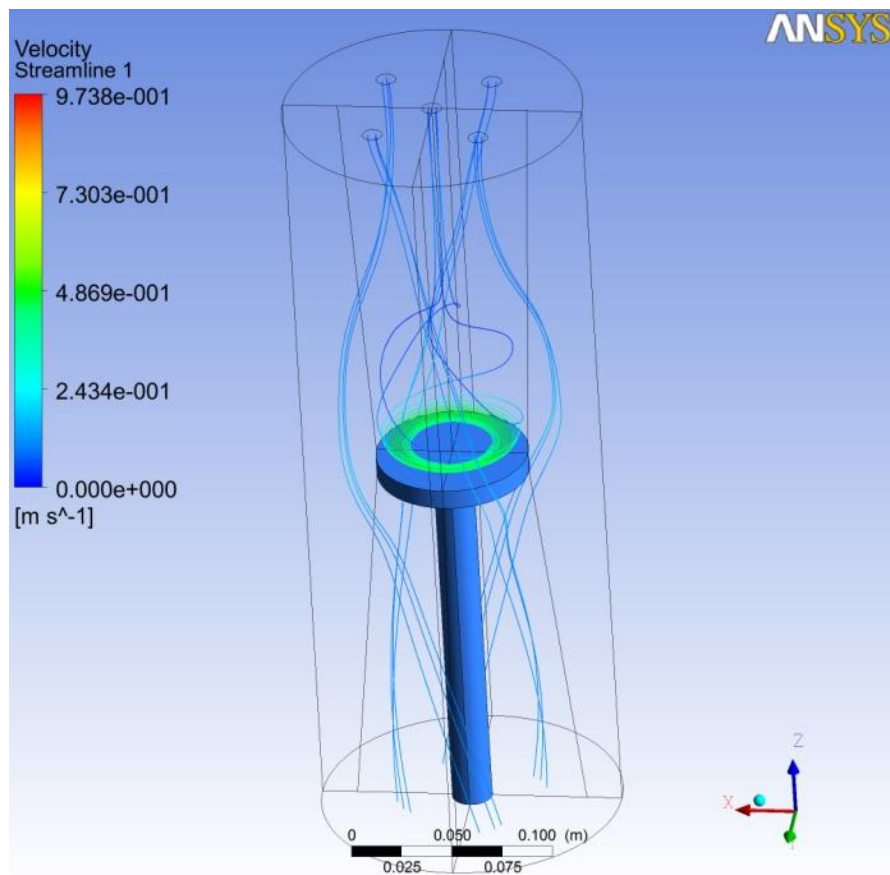 ANSYS
Velocity
Streamline 1
9.738e-001
7.303e-001
4.869e-001
2.434e-001
0.000e+000
[m s^-1]
Z
X
0 0.050 0.100 (m)
0.025 0.075